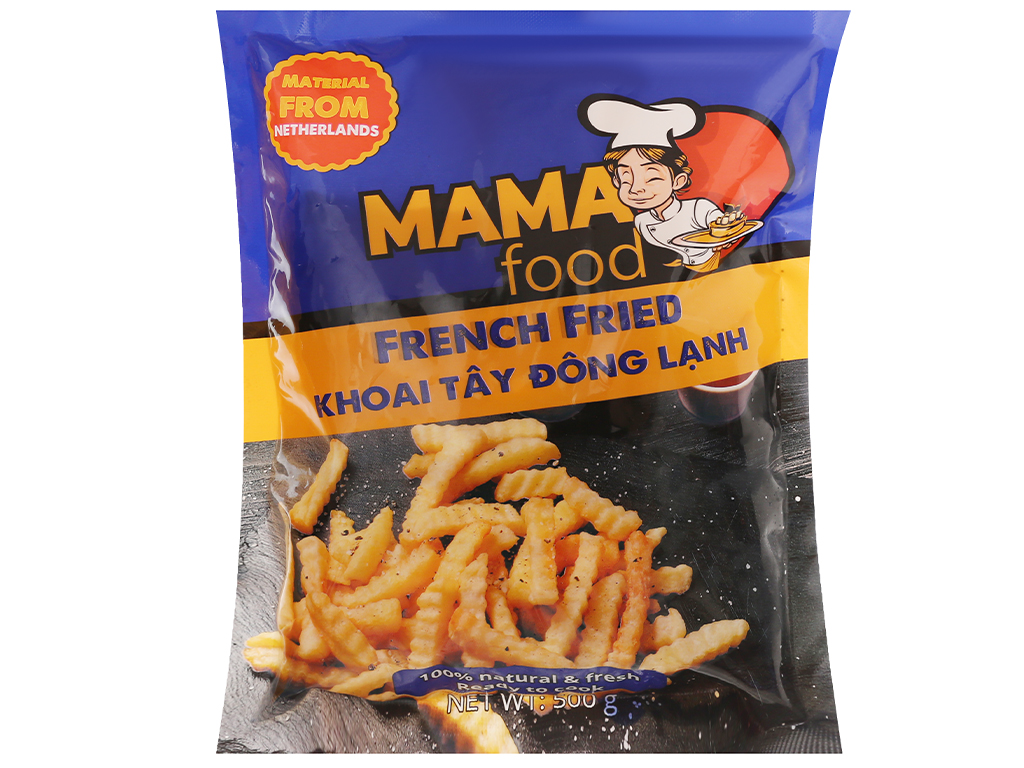 MATERIAL
FROM
NETHERLANDS
MAMA
food
FRENCH FRIED
KHOAI TÂY ĐÔNG LẠNH
100% natural & fresh
Ready to cook
NET WT: 500 g